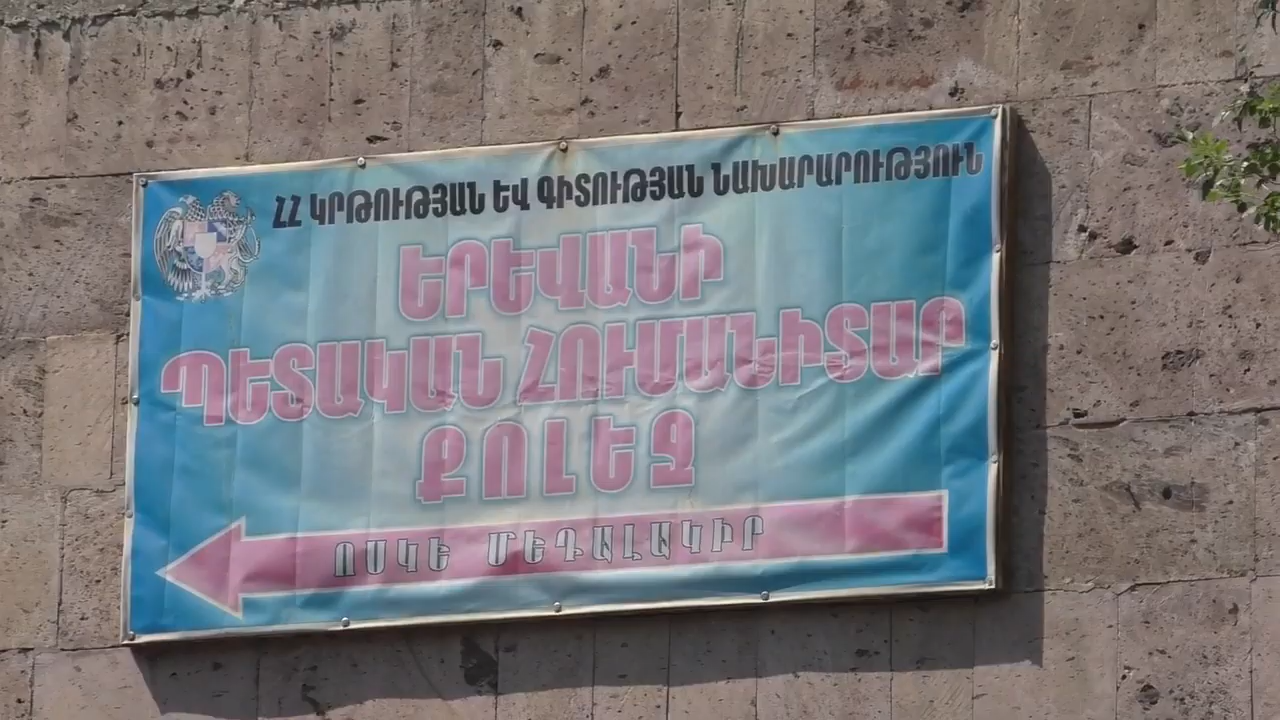 ՀՀ ԿՐԹՈՒԹՅԱՆ ԵՎ ԳԻՏՈՒԹՅԱՆ ՆԱԽԱՐԱՐՈՒԹՅՈՒՆ
ԵՐԵՎԱՆԻ
ՊԵՏԱԿԱՆ ՀՈՒՄԱՆԻՏԱՐ
ՔՈԼԵՋ
ՈՍԿԵ ՄԵԴԱԼԱԿԻՐ